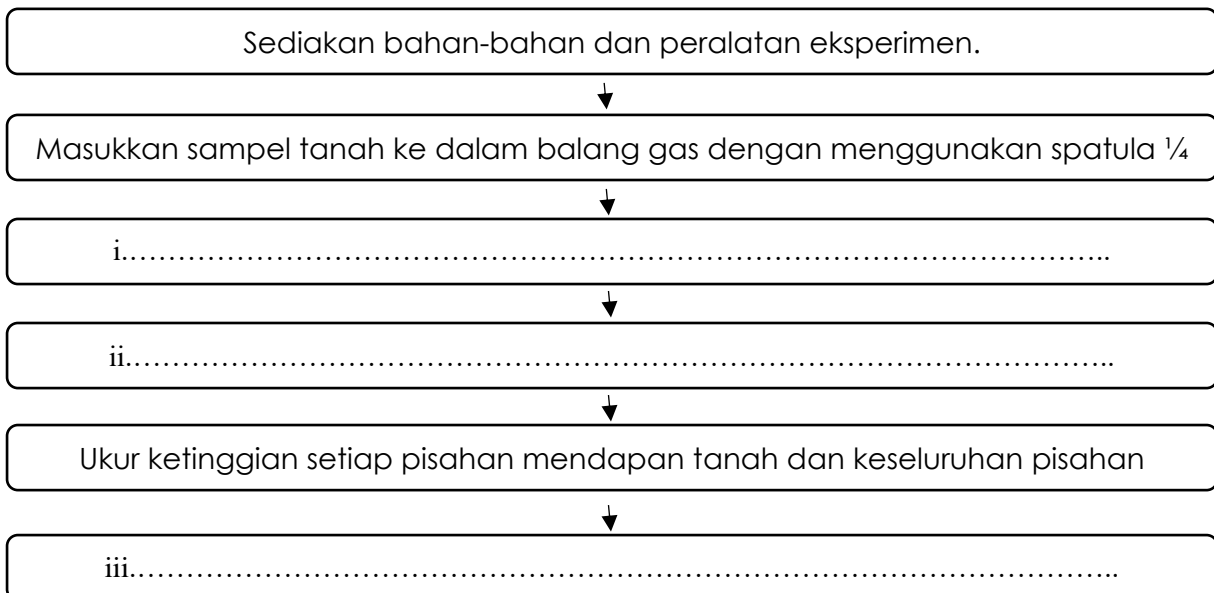 Sediakan bahan-bahan dan peralatan eksperimen.
Masukkan sampel tanah ke dalam balang gas dengan menggunakan spatula ¼
i.……………………………………………………………………………………..
ii.……………………………………………………………………………………..
Ukur ketinggian setiap pisahan mendapan tanah dan keseluruhan pisahan
iii.……………………………………………………………………………………..